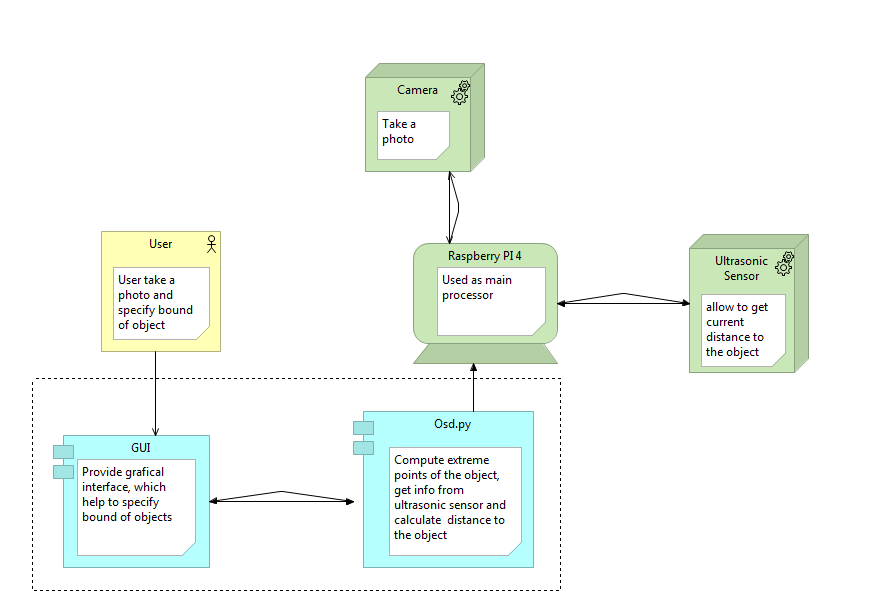 Camera
Take a
photo
User
User take a
photo and
specify bound
of object
Raspberry PI 4
Used as main
processor
Ultrasonic
Sensor
allow to get
current
distance to
the object
GUI
Provide grafical
interface, which
help to specify
bound of objects
Osd.py
Compute extreme
points of the object,
get info from
ultrasonic sensor and
calculate  distance to
the object